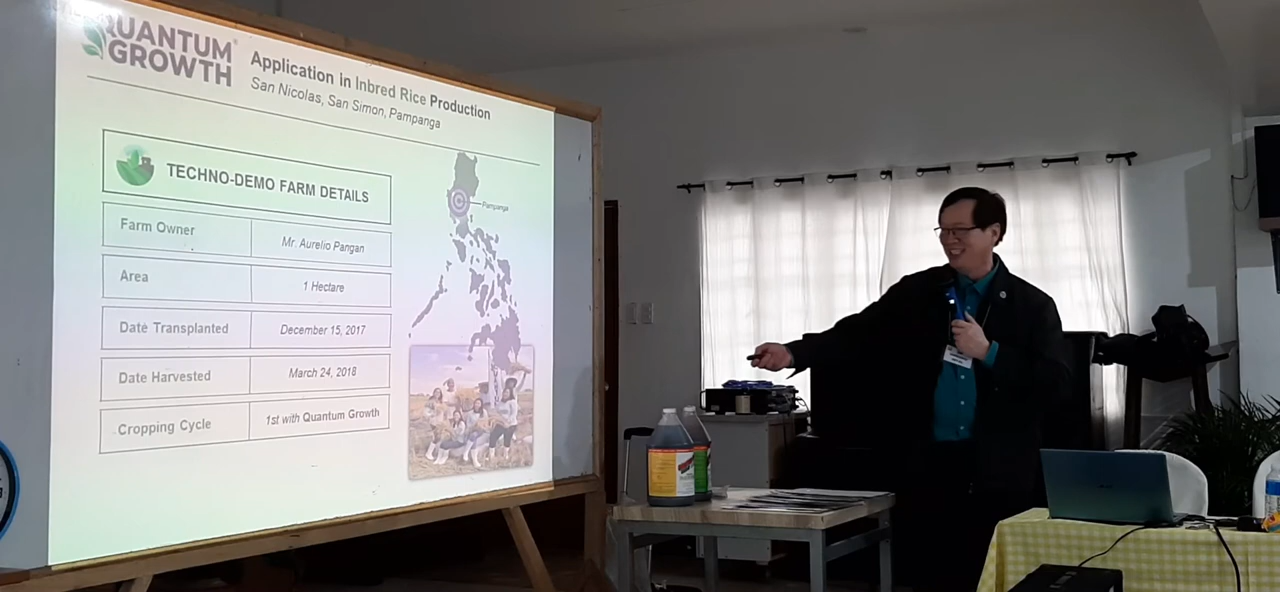 QUANTUM
GROWTH
Application in Inbred Rice Production
San Nicolas, San Simon, Pampanga
TECHNO-DEMO FARM DETAILS
Pampanga
Farm Owner Mr. Aurelio Pangan
Area 1 Hectare
Date Transplanted December 15, 2017
Date Harvested March 24, 2018
Cropping Cycle 1st with Quantum Growth